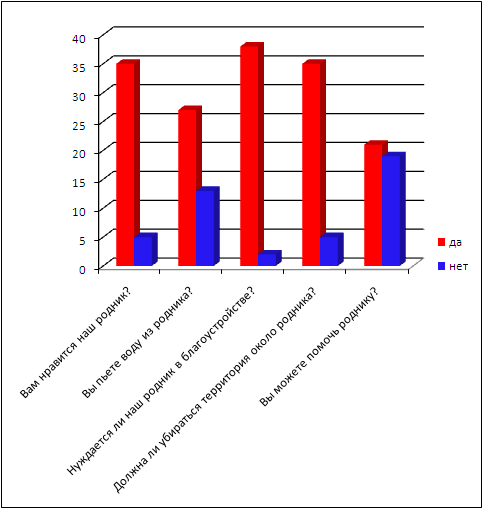 40
35
30
25
20
15
10
5
0
Вам нравится наш родник?
Вы пьете воду из родника?
Нуждается ли наш родник в благоустройстве?
Должна ли убираться территория около родника?
Вы можете помочь роднику?
да
нет